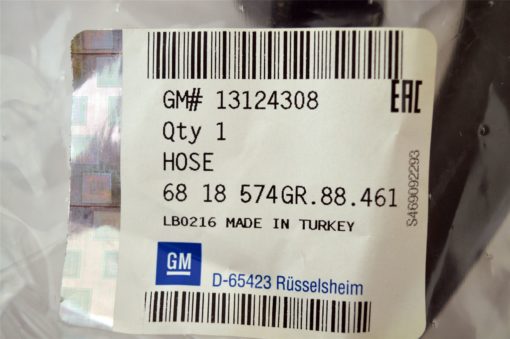 GM# 13124308
EAC
Qty 1
HOSE
68 18 574GR.88.461
LB0216 MADE IN TURKEY
S469092293
GM
D-65423 Rüsselsheim